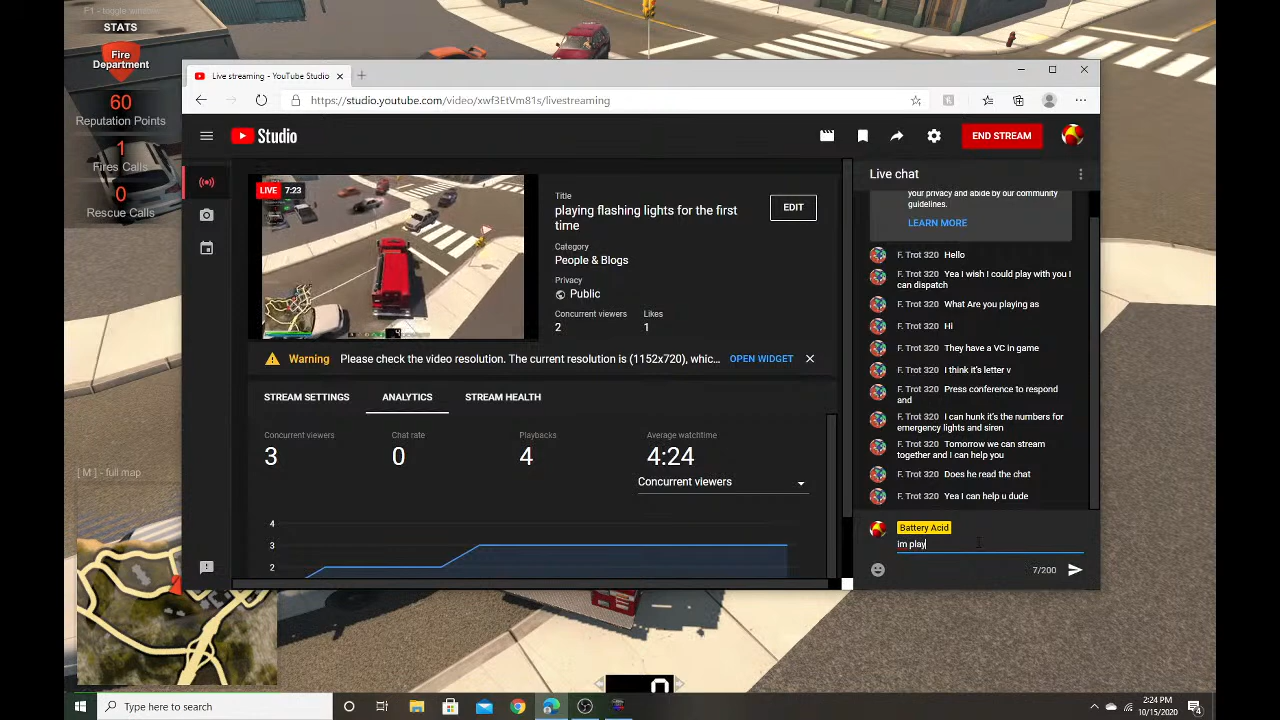 F1 - toggle window
STATS
Fire
Department
60
Reputation Points
1
Fires Calls
0
Rescue Calls
[ M ] - full map
Live streaming - YouTube Studio
https://studio.youtube.com/video/xwf3EtVm81s/livestreaming
Studio
END STREAM
LIVE 7:23
Title
playing flashing lights for the first
time
EDIT
Category
People & Blogs
Privacy
Public
Concurrent Likes
viewers 1
2
Warning Please check the video resolution. The current resolution is (1152x720), whic... OPEN WIDGET
STREAM SETTINGS ANALYTICS STREAM HEALTH
Concurrent viewers Chat rate Playbacks Average watchtime
3 0 4 4:24
Concurrent viewers
4
3
2
Live chat
your privacy and abide by our community
guidelines.
LEARN MORE
F. Trot 320 Hello
F. Trot 320 Yea I wish I could play with you I
can dispatch
F. Trot 320 What Are you playing as
F. Trot 320 Hi
F. Trot 320 They have a VC in game
F. Trot 320 I think it's letter v
F. Trot 320 Press conference to respond
and
F. Trot 320 I can hunk it's the numbers for
emergency lights and siren
F. Trot 320 Tomorrow we can stream
together and I can help you
F. Trot 320 Does he read the chat
F. Trot 320 Yea I can help u dude
Battery Acid
im play
7/200
0
Type here to search
2:24 PM
10/15/2020
4